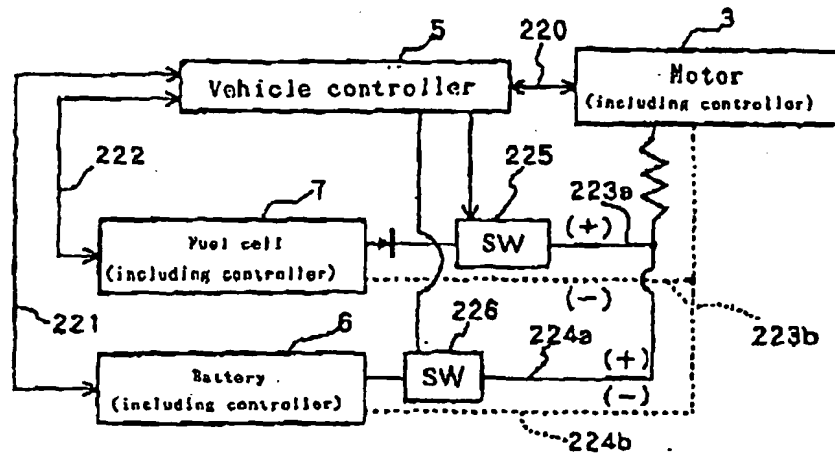 5
220
3
Vehicle controller
Motor
(including controller)
222
7
225
223a
Fuel cell
(including controller)
SW
(+)
(-)
221
6
226
224a
223b
Battery
(including controller)
SW
(+)
(-)
224b